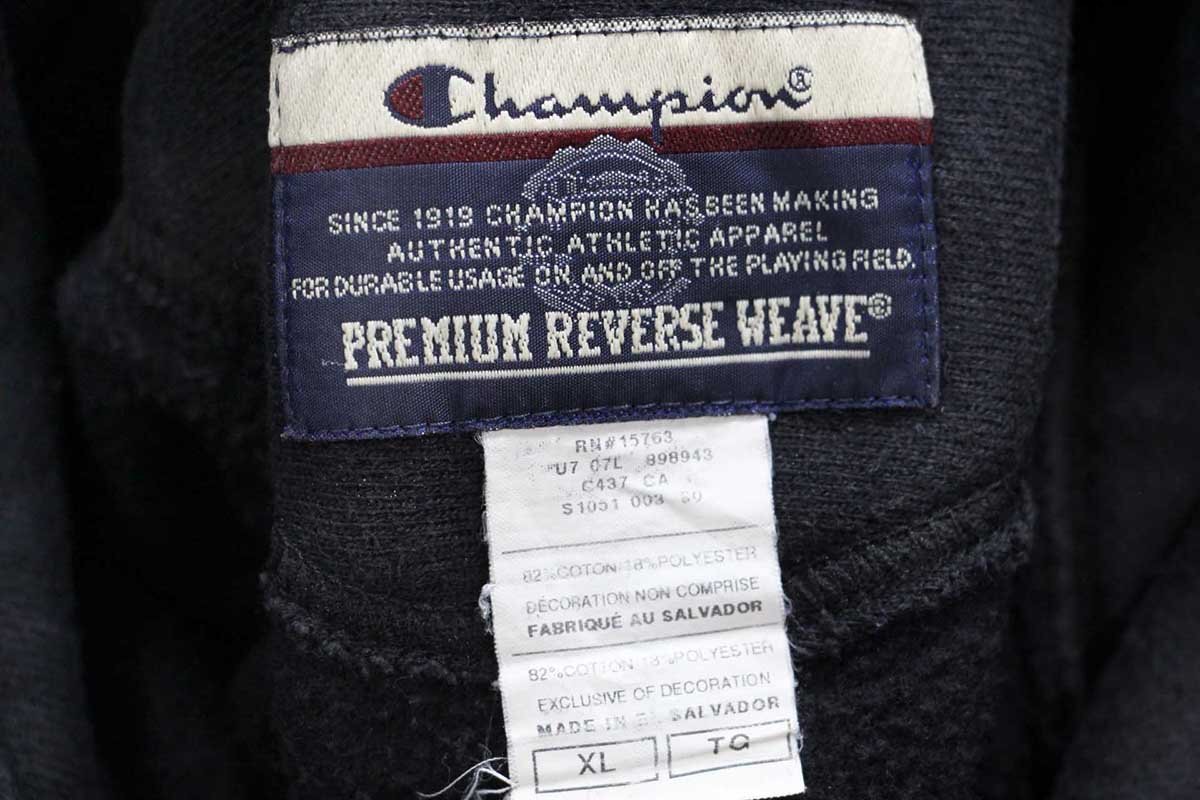 Champion®
SINCE 1919 CHAMPION HAS BEEN MAKING
AUTHENTIC ATHLETIC APPAREL
FOR DURABLE USAGE ON AND OFF THE PLAYING FIELD.
PREMIUM REVERSE WEAVE®
RN#15763
U7 07L 898943
C437 CA
S1051 003 60
82%COTON/18%POLYESTER
DÉCORATION NON COMPRISE
FABRIQUÉ AU SALVADOR
82%COTTON/18%POLYESTER
EXCLUSIVE OF DECORATION
MADE IN EL SALVADOR
XL TG